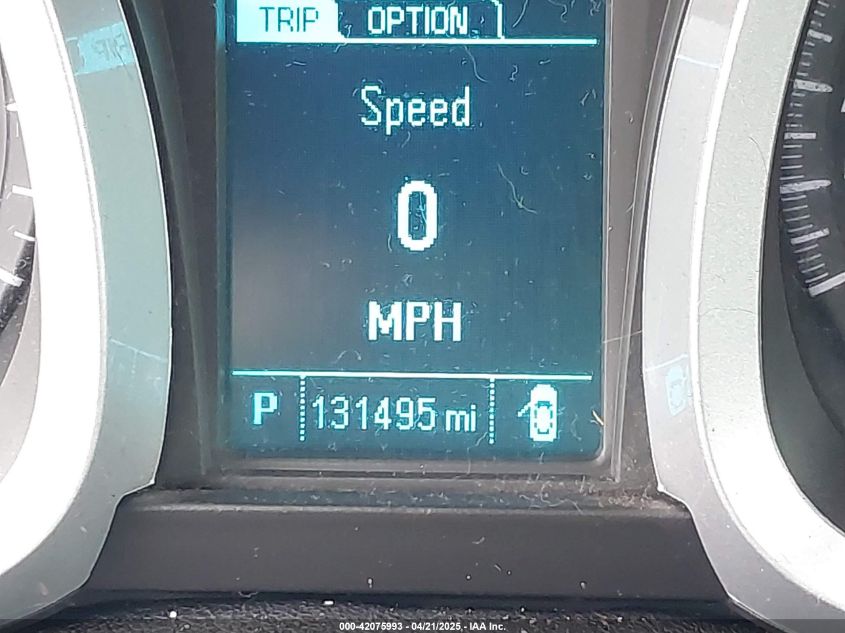 TRIP OPTION
Speed
0
MPH
P 131495 mi
000-42075993 - 04/21/2025 - IAA Inc.